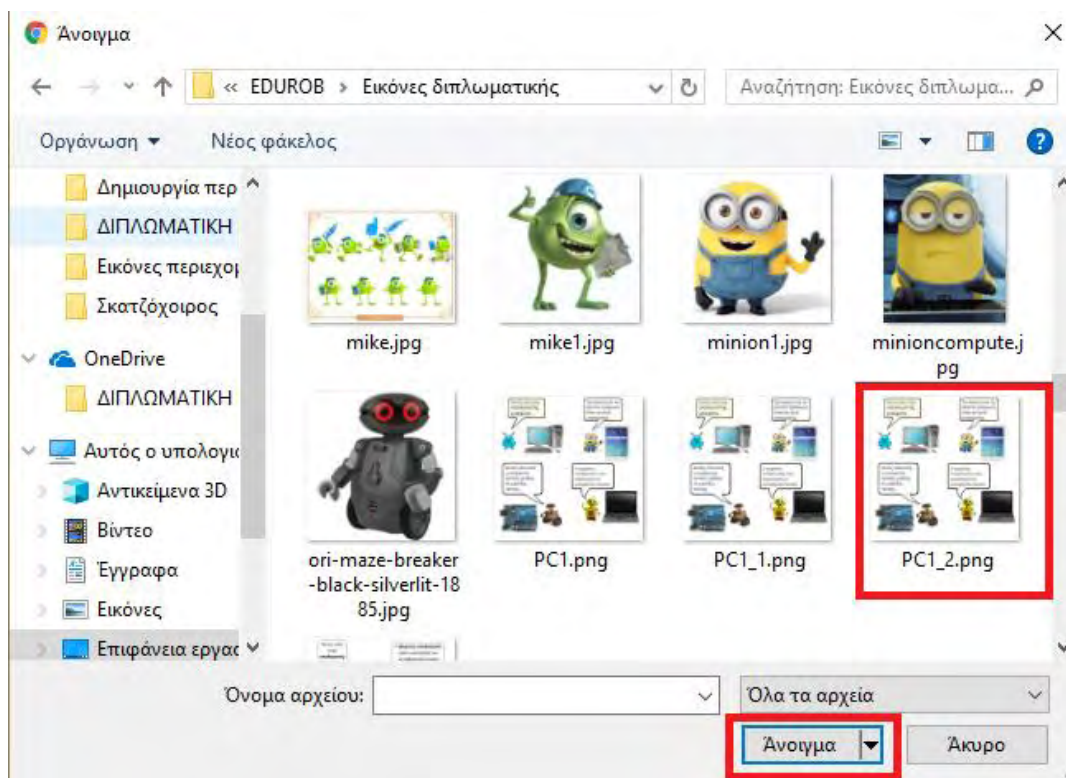 Άνοιγμα
« EDUROB › Εικόνες διπλωματικής
Αναζήτηση: Εικόνες διπλωμα...
Οργάνωση
Νέος φάκελος
Δημιουργία περ
ΔΙΠΛΩΜΑΤΙΚΗ
Εικόνες περιεχομ
Σκατζόχοιρος
OneDrive
ΔΙΠΛΩΜΑΤΙΚΗ
Αυτός ο υπολογισ
Αντικείμενα 3D
Βίντεο
Έγγραφα
Εικόνες
Επιφάνεια εργασ
mike.jpg
mike1.jpg
minion1.jpg
minioncompute.j
pg
ori-maze-breaker
-black-silverlit-18
85.jpg
PC1.png
PC1_1.png
PC1_2.png
Όνομα αρχείου:
Όλα τα αρχεία
Άνοιγμα
Άκυρο